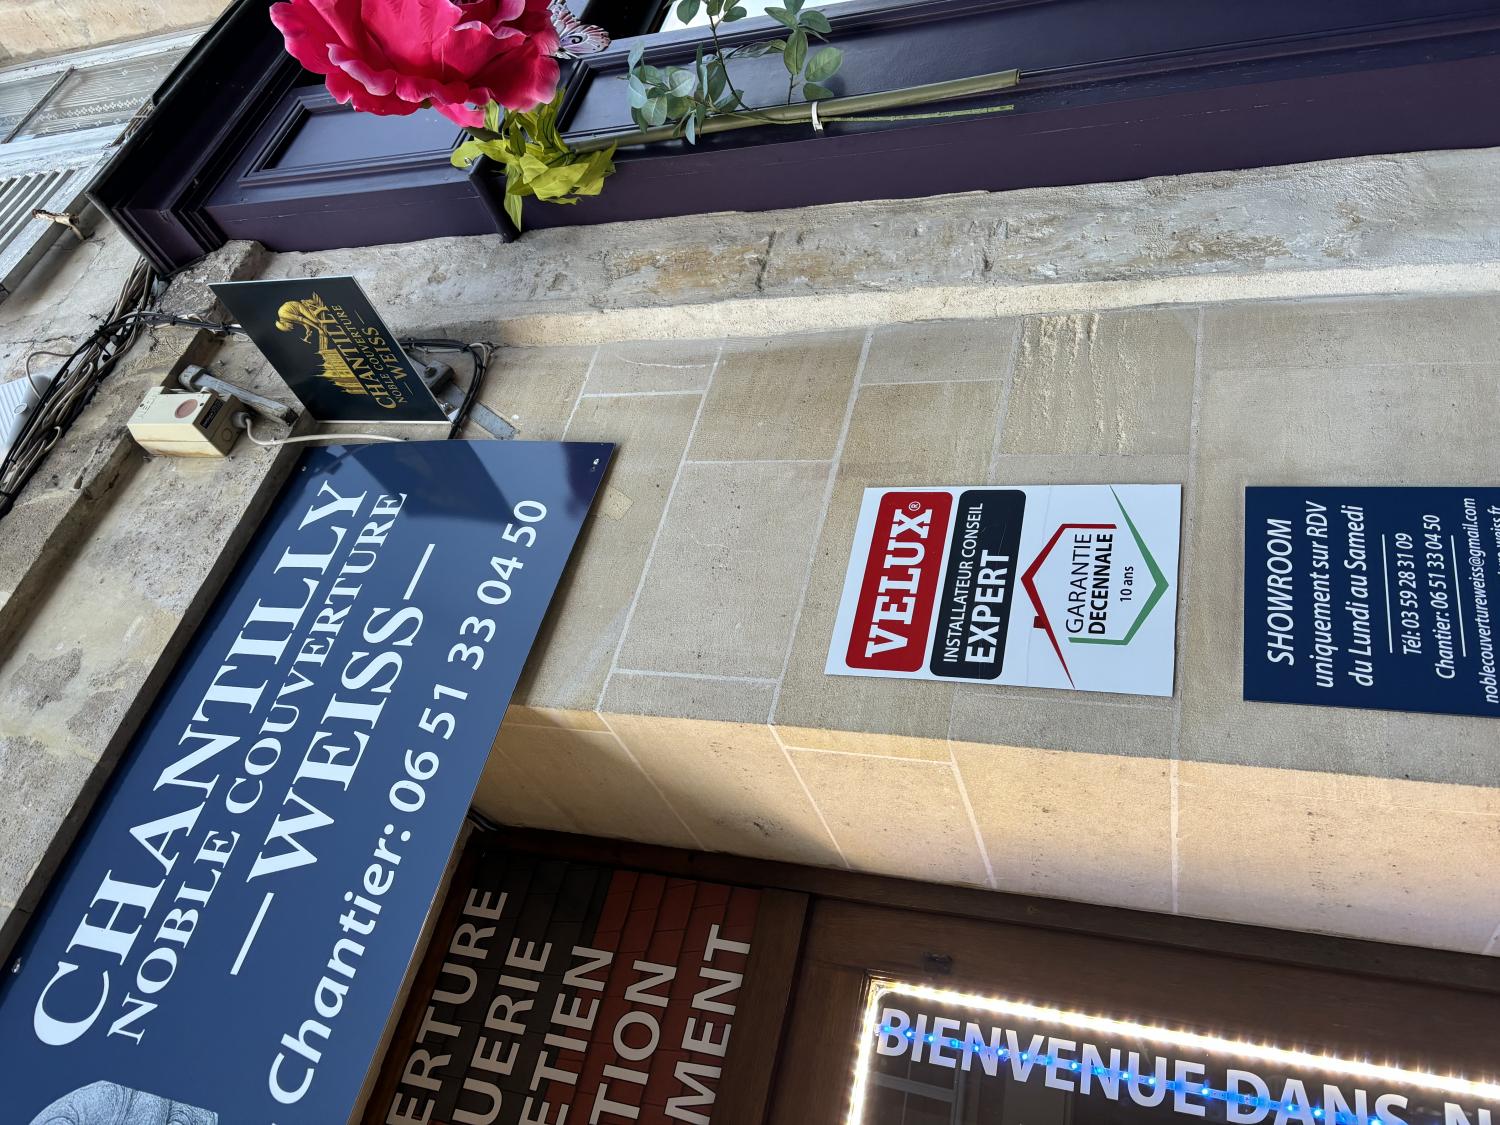 CHANTILLY
NOBLE COUVERTURE
WEISS
CHANTILLY
NOBLE COUVERTURE
— WEISS —
Chantier: 06 51 33 04 50
VELUX®
INSTALLATEUR CONSEIL
EXPERT
GARANTIE
DECENNALE
10 ans
SHOWROOM
uniquement sur RDV
du Lundi au Samedi
Tél: 03 59 28 31 09
Chantier: 06 51 33 04 50
noblecouvertureweiss@gmail.com
ERTURE
UERIE
ETIEN
TION
MENT
BIENVENUE DANS N